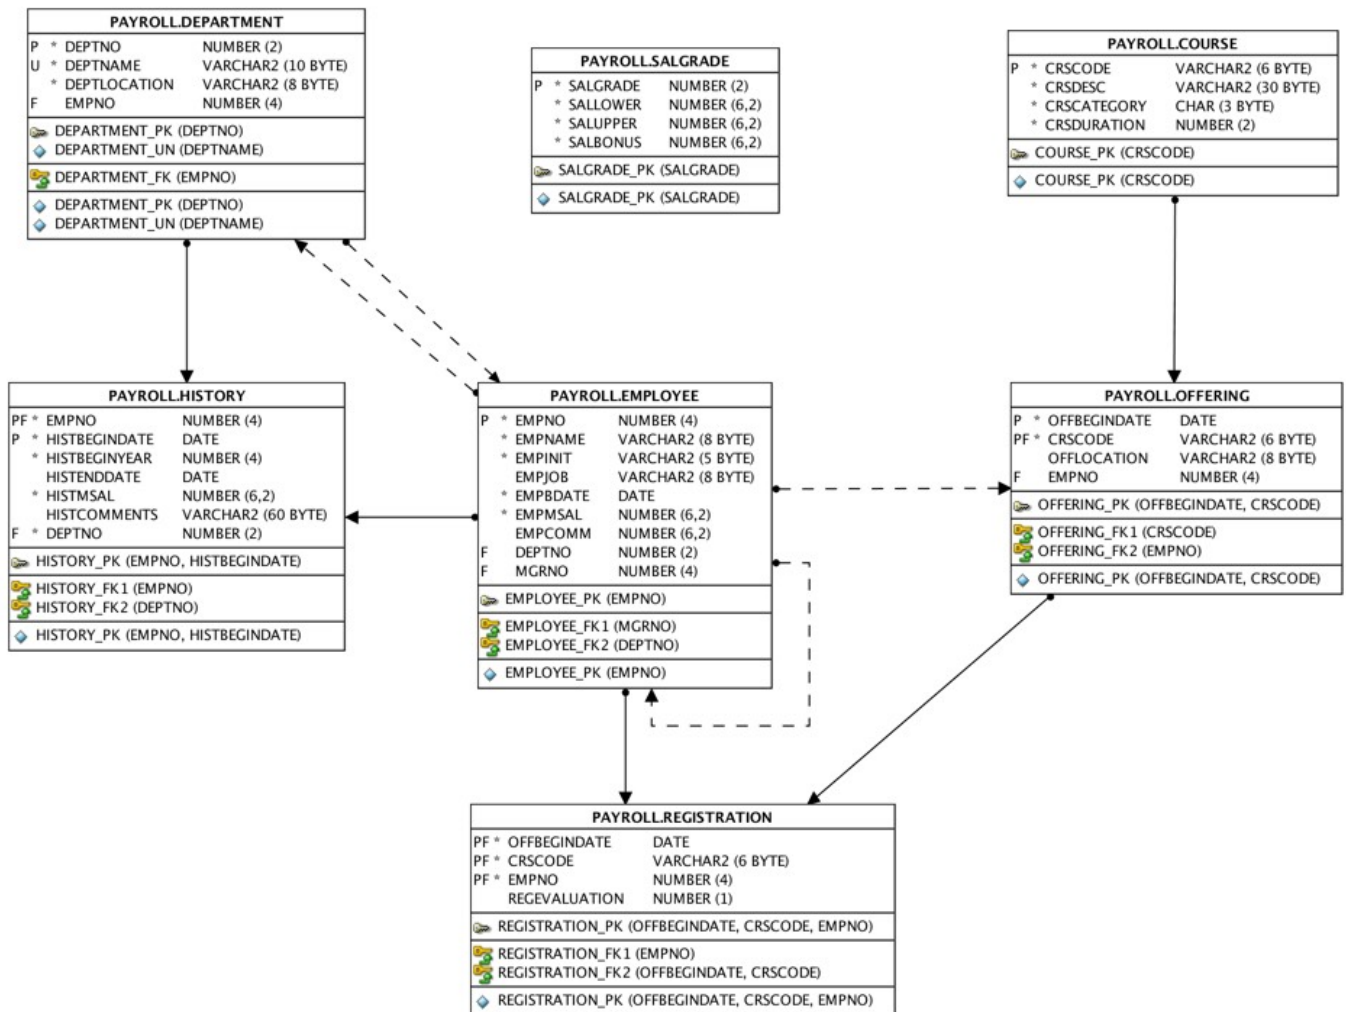 PAYROLL.DEPARTMENT
P * DEPTNO NUMBER (2)
U * DEPTNAME VARCHAR2 (10 BYTE)
* DEPTLOCATION VARCHAR2 (8 BYTE)
F EMPNO NUMBER (4)
DEPARTMENT_PK (DEPTNO)
DEPARTMENT_UN (DEPTNAME)
DEPARTMENT_FK (EMPNO)
DEPARTMENT_PK (DEPTNO)
DEPARTMENT_UN (DEPTNAME)
PAYROLL.SALGRADE
P * SALGRADE NUMBER (2)
* SALLOWER NUMBER (6,2)
* SALUPPER NUMBER (6,2)
* SALBONUS NUMBER (6,2)
SALGRADE_PK (SALGRADE)
SALGRADE_PK (SALGRADE)
PAYROLL.COURSE
P * CRSCODE VARCHAR2 (6 BYTE)
* CRSDESC VARCHAR2 (30 BYTE)
* CRSCATEGORY CHAR (3 BYTE)
* CRSDURATION NUMBER (2)
COURSE_PK (CRSCODE)
COURSE_PK (CRSCODE)
PAYROLL.HISTORY
PF * EMPNO NUMBER (4)
P * HISTBEGINDATE DATE
* HISTBEGINYEAR NUMBER (4)
HISTENDDATE DATE
* HISTMSAL NUMBER (6,2)
HISTCOMMENTS VARCHAR2 (60 BYTE)
F * DEPTNO NUMBER (2)
HISTORY_PK (EMPNO, HISTBEGINDATE)
HISTORY_FK1 (EMPNO)
HISTORY_FK2 (DEPTNO)
HISTORY_PK (EMPNO, HISTBEGINDATE)
PAYROLL.EMPLOYEE
P * EMPNO NUMBER (4)
* EMPNAME VARCHAR2 (8 BYTE)
* EMPINIT VARCHAR2 (5 BYTE)
EMPJOB VARCHAR2 (8 BYTE)
* EMPBDATE DATE
* EMPMSAL NUMBER (6,2)
EMPCOMM NUMBER (6,2)
F DEPTNO NUMBER (2)
F MGRNO NUMBER (4)
EMPLOYEE_PK (EMPNO)
EMPLOYEE_FK1 (MGRNO)
EMPLOYEE_FK2 (DEPTNO)
EMPLOYEE_PK (EMPNO)
PAYROLL.OFFERING
P * OFFBEGINDATE DATE
PF * CRSCODE VARCHAR2 (6 BYTE)
OFFLOCATION VARCHAR2 (8 BYTE)
F EMPNO NUMBER (4)
OFFERING_PK (OFFBEGINDATE, CRSCODE)
OFFERING_FK1 (CRSCODE)
OFFERING_FK2 (EMPNO)
OFFERING_PK (OFFBEGINDATE, CRSCODE)
PAYROLL.REGISTRATION
PF * OFFBEGINDATE DATE
PF * CRSCODE VARCHAR2 (6 BYTE)
PF * EMPNO NUMBER (4)
REGEVALUATION NUMBER (1)
REGISTRATION_PK (OFFBEGINDATE, CRSCODE, EMPNO)
REGISTRATION_FK1 (EMPNO)
REGISTRATION_FK2 (OFFBEGINDATE, CRSCODE)
REGISTRATION_PK (OFFBEGINDATE, CRSCODE, EMPNO)